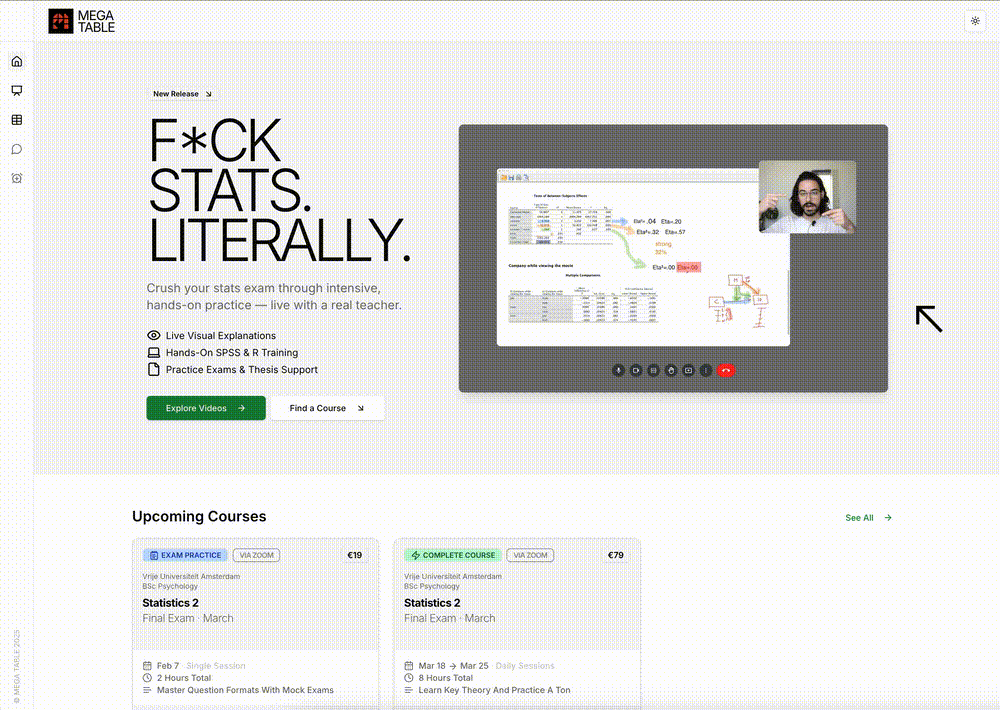 MEGA
TABLE
New Release
F*CK
STATS.
LITERALLY.
Crush your stats exam through intensive,
hands-on practice — live with a real teacher.
Live Visual Explanations
Hands-On SPSS & R Training
Practice Exams & Thesis Support
Explore Videos
Find a Course
Tests of Between-Subjects Effects
Eta²= .04 Eta=.20
Eta²=.32 Eta=.57
strong
32%
Eta²=.00 Eta=.00
Company while viewing the movie
Multiple Comparisons
Upcoming Courses
See All
EXAM PRACTICE
VIA ZOOM
€19
Vrije Universiteit Amsterdam
BSc Psychology
Statistics 2
Final Exam · March
Feb 7 · Single Session
2 Hours Total
Master Question Formats With Mock Exams
COMPLETE COURSE
VIA ZOOM
€79
Vrije Universiteit Amsterdam
BSc Psychology
Statistics 2
Final Exam · March
Mar 18 → Mar 25 · Daily Sessions
8 Hours Total
Learn Key Theory And Practice A Ton
© MEGA TABLE 2025